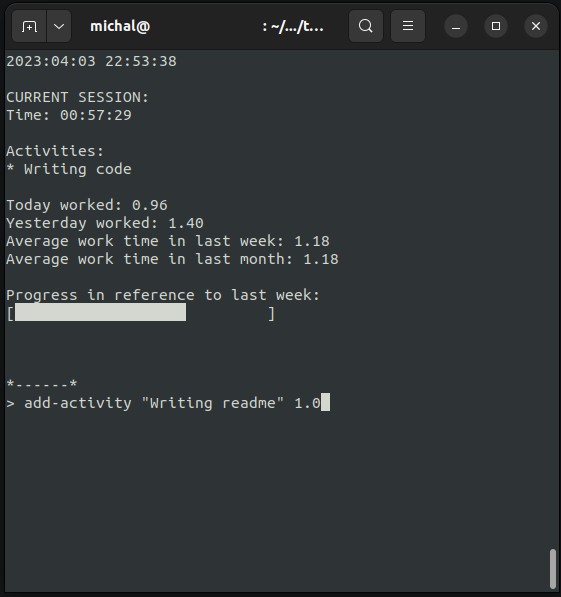 michal@ : ~/.../t...
2023:04:03 22:53:38
CURRENT SESSION:
Time: 00:57:29
Activities:
* Writing code
Today worked: 0.96
Yesterday worked: 1.40
Average work time in last week: 1.18
Average work time in last month: 1.18
Progress in reference to last week:
[ ]
*------*
> add-activity "Writing readme" 1.0